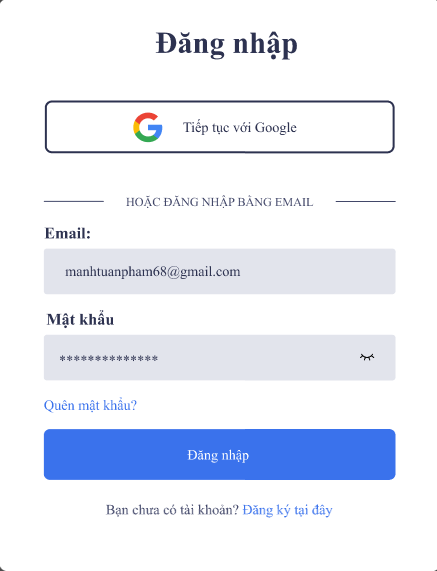 Đăng nhập
Tiếp tục với Google
HOẶC ĐĂNG NHẬP BẰNG EMAIL
Email:
manhtuanpham68@gmail.com
Mật khẩu
**************
Quên mật khẩu?
Đăng nhập
Bạn chưa có tài khoản? Đăng ký tại đây